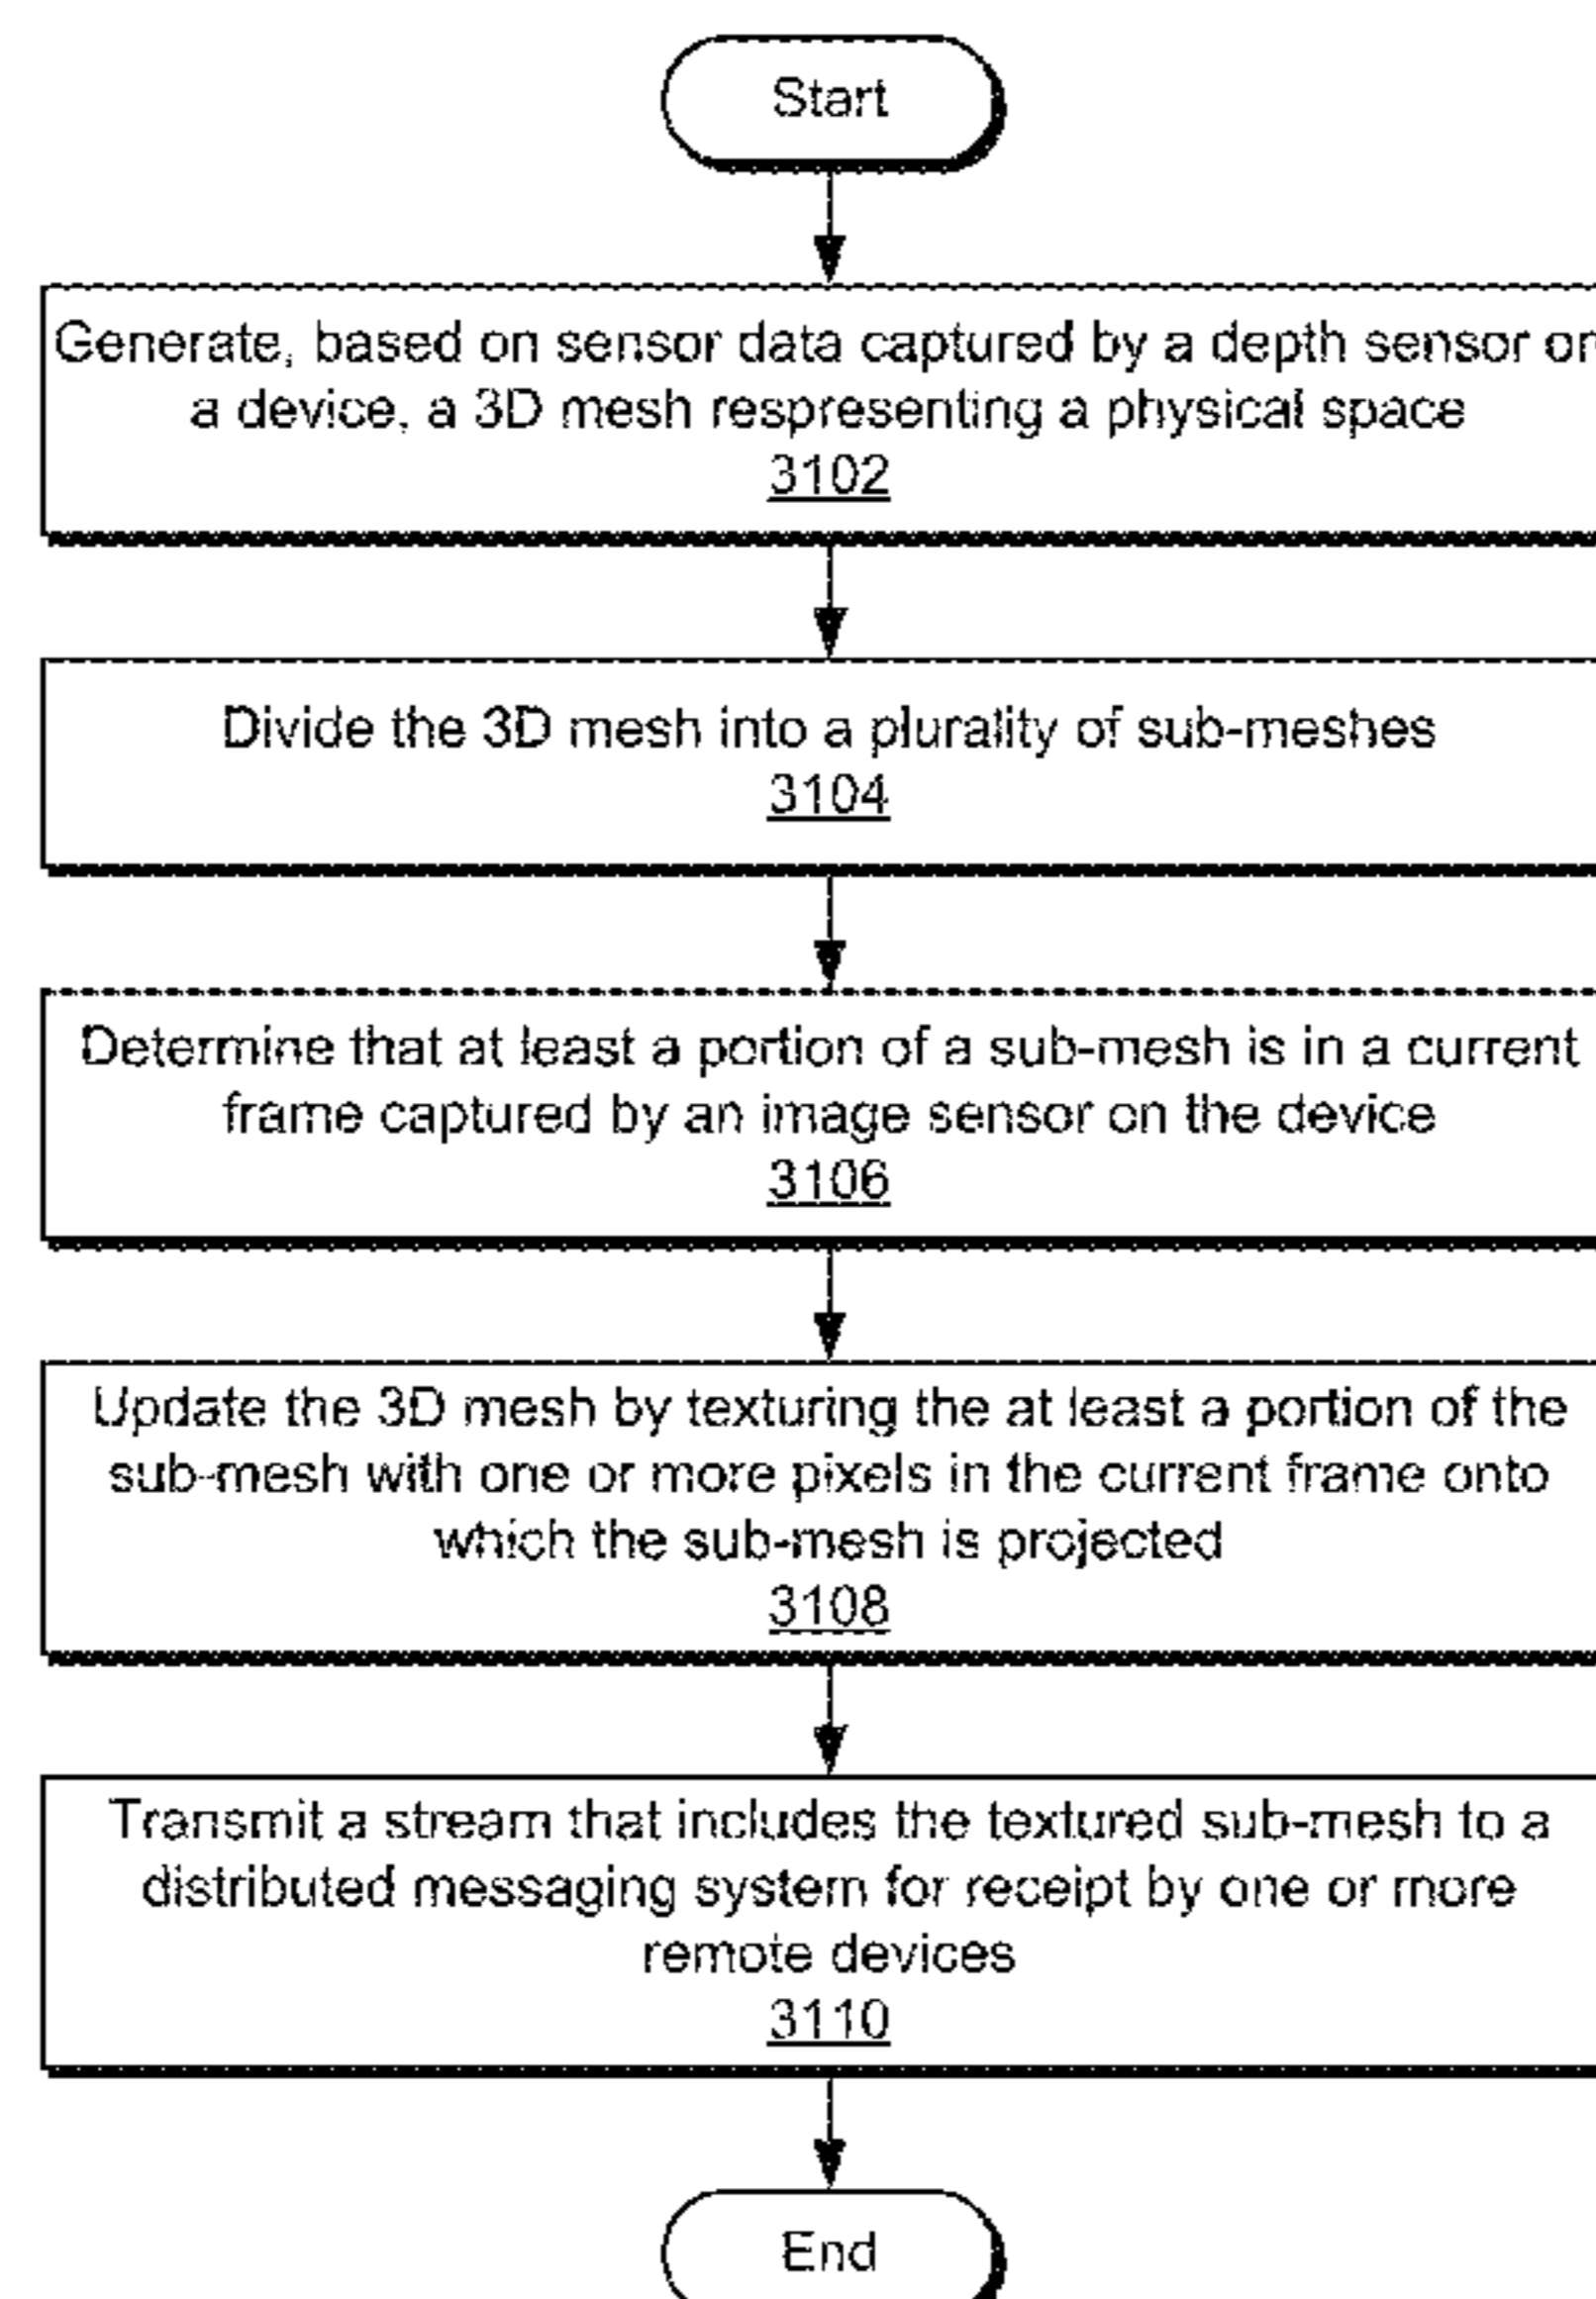 Start
Generate, based on sensor data captured by a depth sensor on
a device, a 3D mesh respresenting a physical space
3102
Divide the 3D mesh into a plurality of sub-meshes
3104
Determine that at least a portion of a sub-mesh is in a current
frame captured by an image sensor on the device
3106
Update the 3D mesh by texturing the at least a portion of the
sub-mesh with one or more pixels in the current frame onto
which the sub-mesh is projected
3108
Transmit a stream that includes the textured sub-mesh to a
distributed messaging system for receipt by one or more
remote devices
3110
End